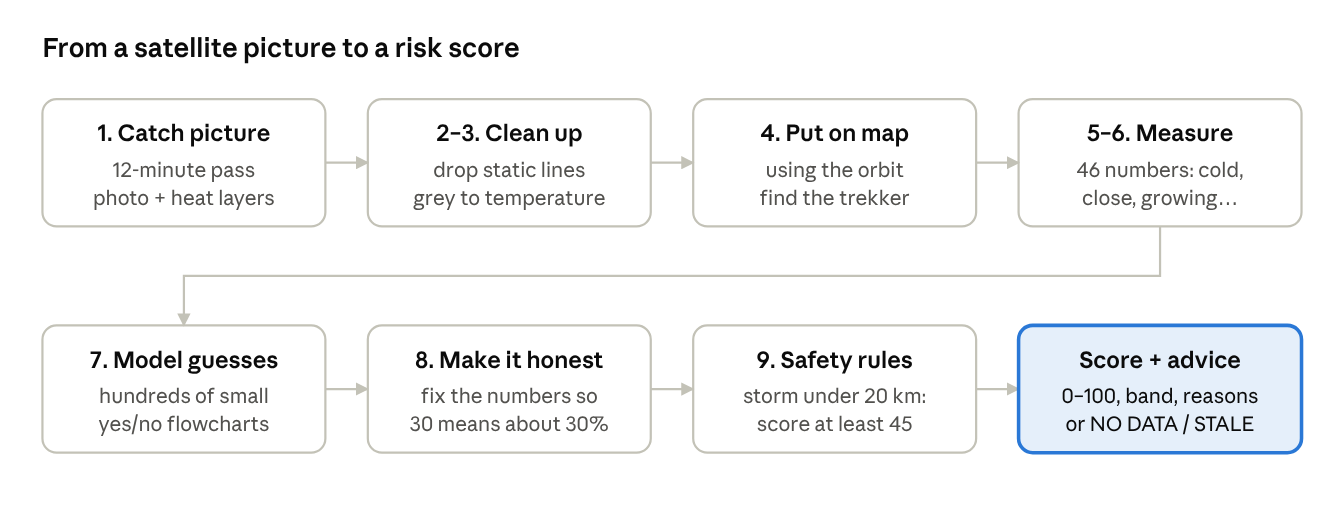 From a satellite picture to a risk score
1. Catch picture
12-minute pass
photo + heat layers
2–3. Clean up
drop static lines
grey to temperature
4. Put on map
using the orbit
find the trekker
5–6. Measure
46 numbers: cold,
close, growing…
7. Model guesses
hundreds of small
yes/no flowcharts
8. Make it honest
fix the numbers so
30 means about 30%
9. Safety rules
storm under 20 km:
score at least 45
Score + advice
0–100, band, reasons
or NO DATA / STALE